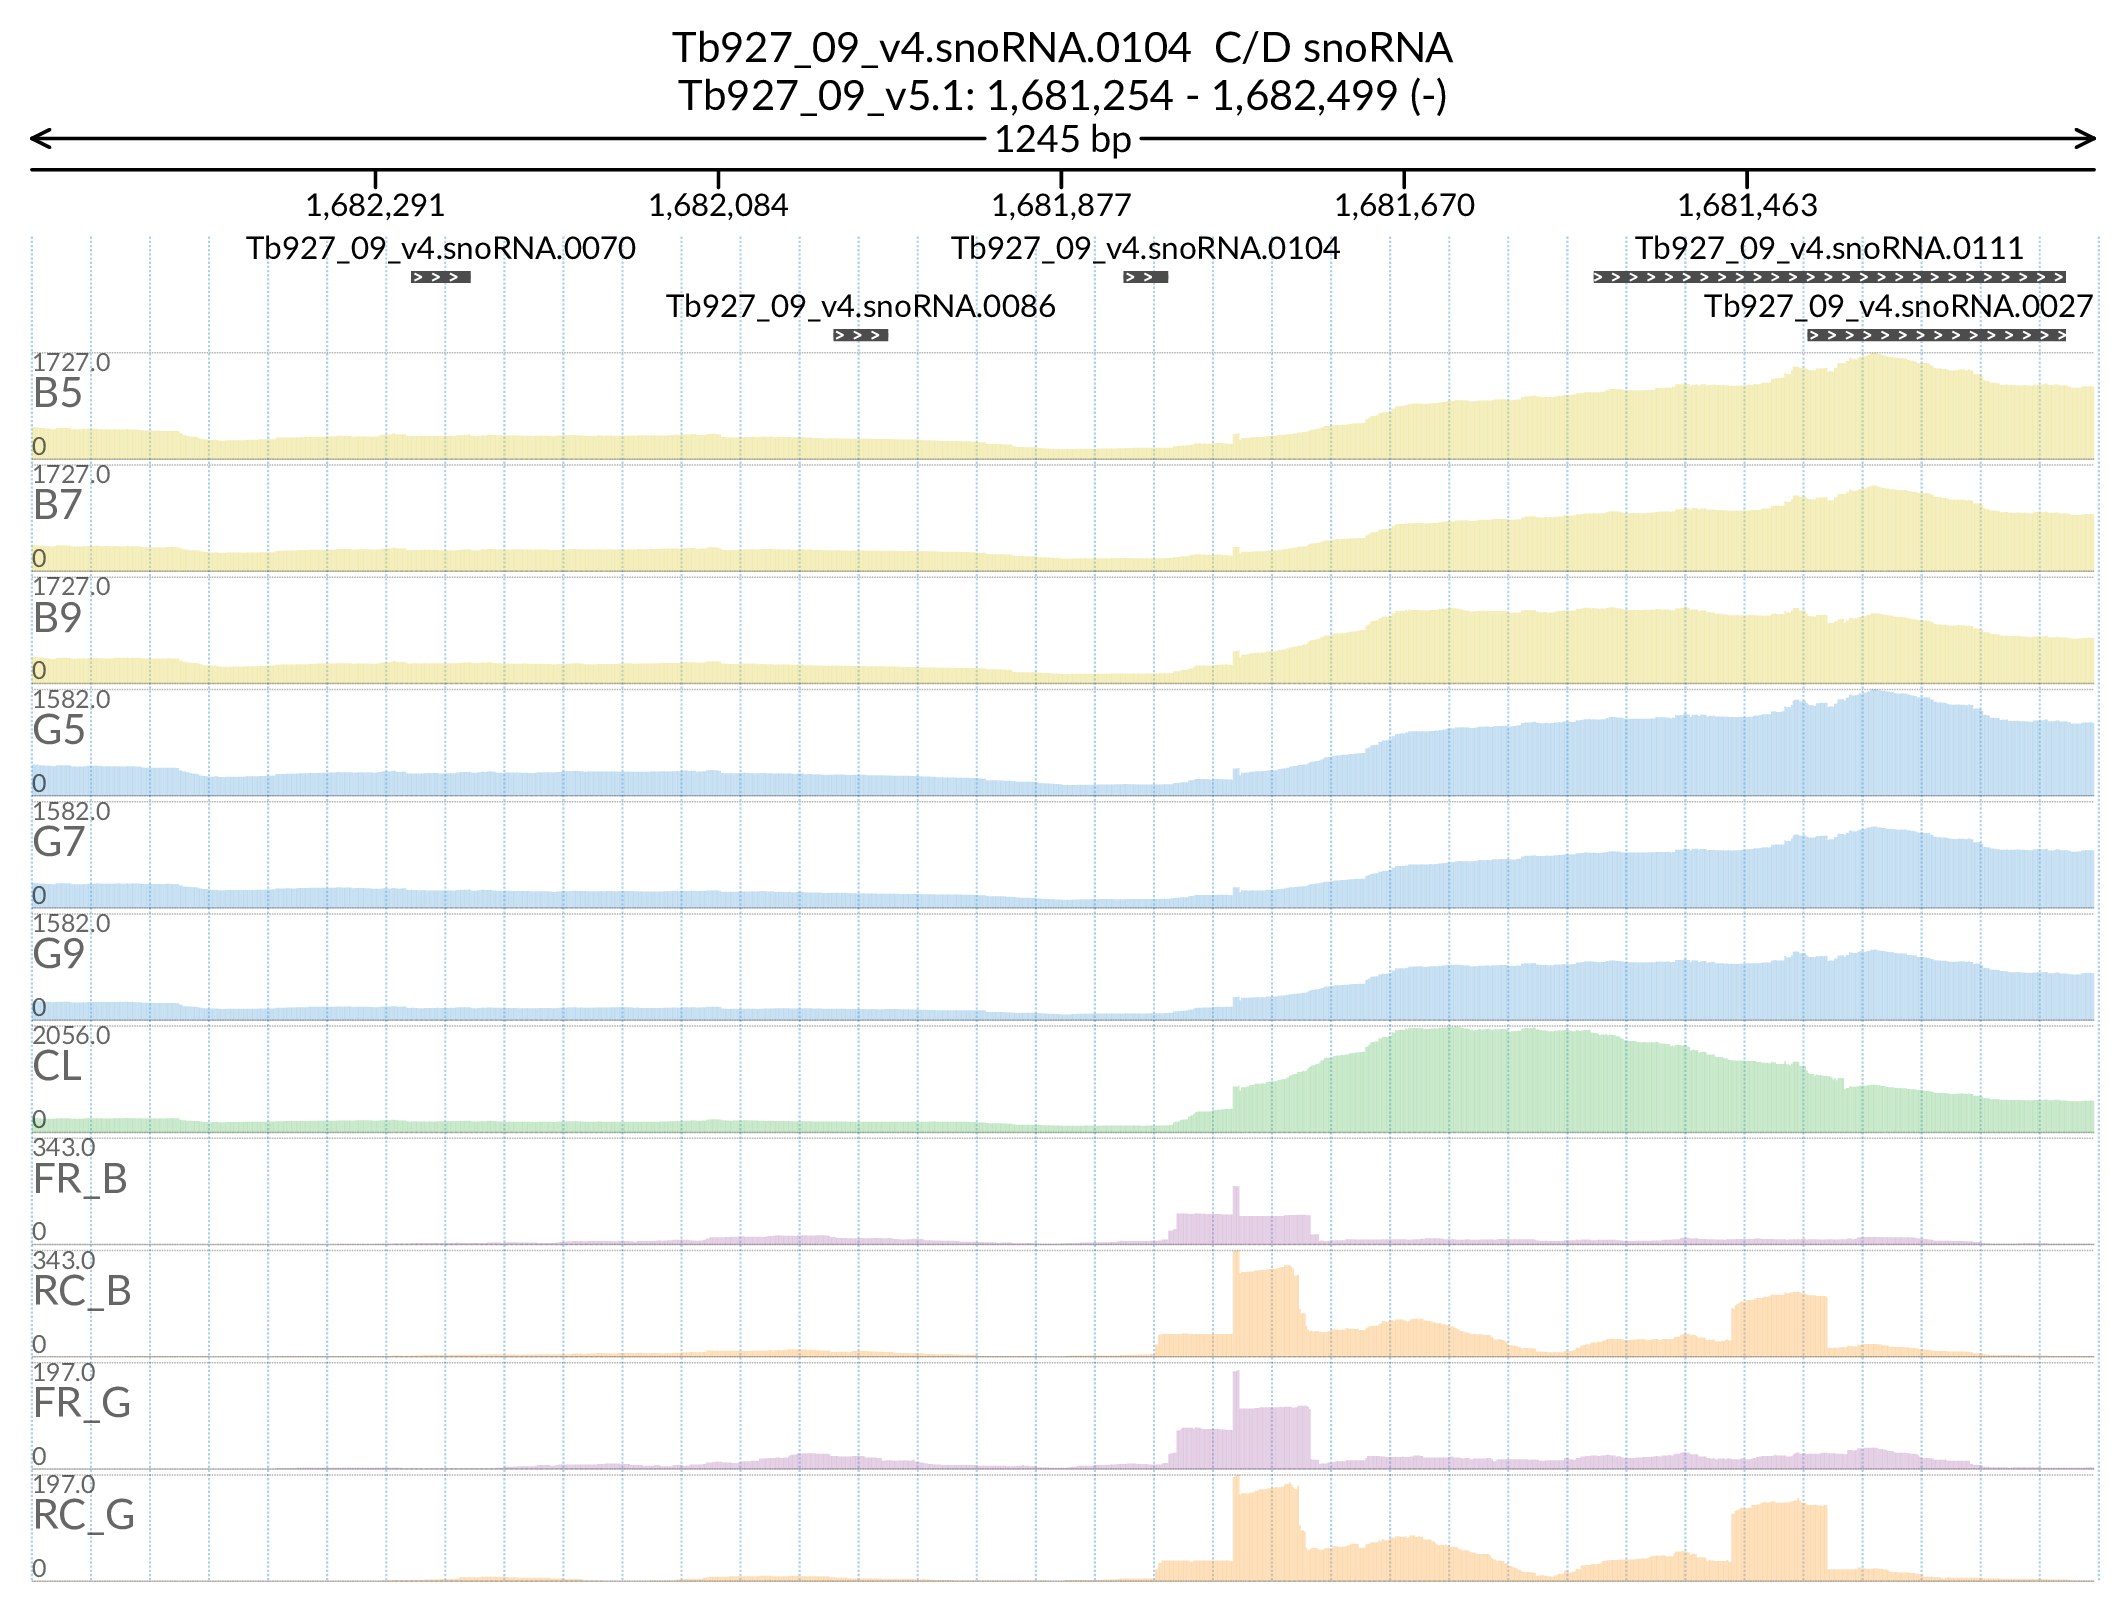 Tb927_09_v4.snoRNA.0104 C/D snoRNA
Tb927_09_v5.1: 1,681,254 - 1,682,499 (-)
1245 bp
1,682,291 1,682,084 1,681,877 1,681,670 1,681,463
Tb927_09_v4.snoRNA.0070 Tb927_09_v4.snoRNA.0104 Tb927_09_v4.snoRNA.0111
Tb927_09_v4.snoRNA.0086 Tb927_09_v4.snoRNA.0027
1727.0
B5
0
1727.0
B7
0
1727.0
B9
0
1582.0
G5
0
1582.0
G7
0
1582.0
G9
0
2056.0
CL
0
343.0
FR_B
0
343.0
RC_B
0
197.0
FR_G
0
197.0
RC_G
0